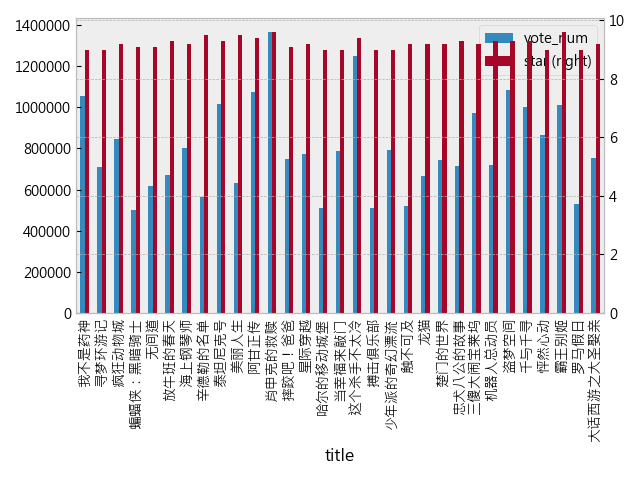 1400000
1200000
1000000
800000
600000
400000
200000
0
10
8
6
4
2
0
vote_num
star (right)
我不是药神
寻梦环游记
疯狂动物城
蝙蝠侠：黑暗骑士
无间道
放牛班的春天
海上钢琴师
辛德勒的名单
泰坦尼克号
美丽人生
阿甘正传
肖申克的救赎
摔跤吧！爸爸
星际穿越
哈尔的移动城堡
当幸福来敲门
这个杀手不太冷
搏击俱乐部
少年派的奇幻漂流
触不可及
龙猫
楚门的世界
忠犬八公的故事
三傻大闹宝莱坞
机器人总动员
盗梦空间
千与千寻
怦然心动
霸王别姬
罗马假日
大话西游之大圣娶亲
title